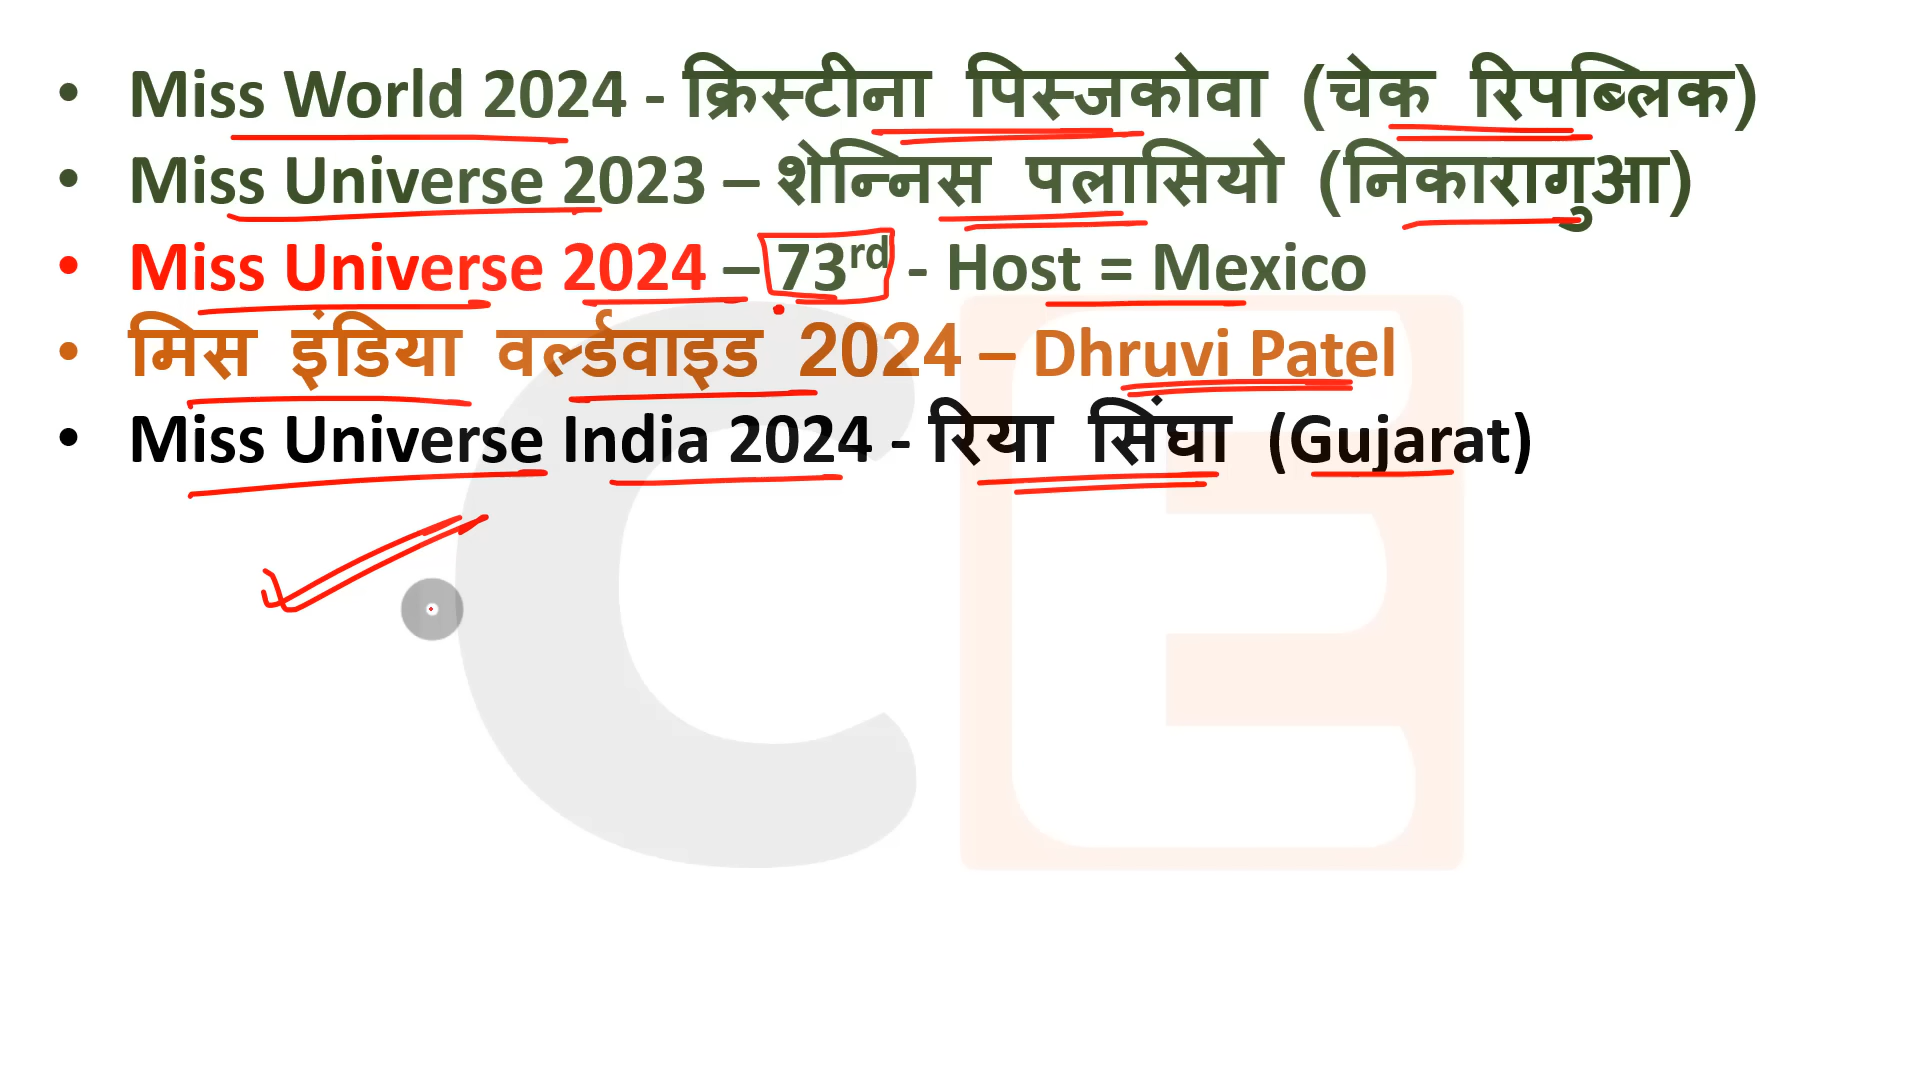 • Miss World 2024 - क्रिस्टीना पिस्जकोवा (चेक रिपब्लिक)
• Miss Universe 2023 – शेन्निस पलासियो (निकारागुआ)
• Miss Universe 2024 – 73rd - Host = Mexico
• मिस इंडिया वर्ल्डवाइड 2024 – Dhruvi Patel
• Miss Universe India 2024 - रिया सिंघा (Gujarat)
CE